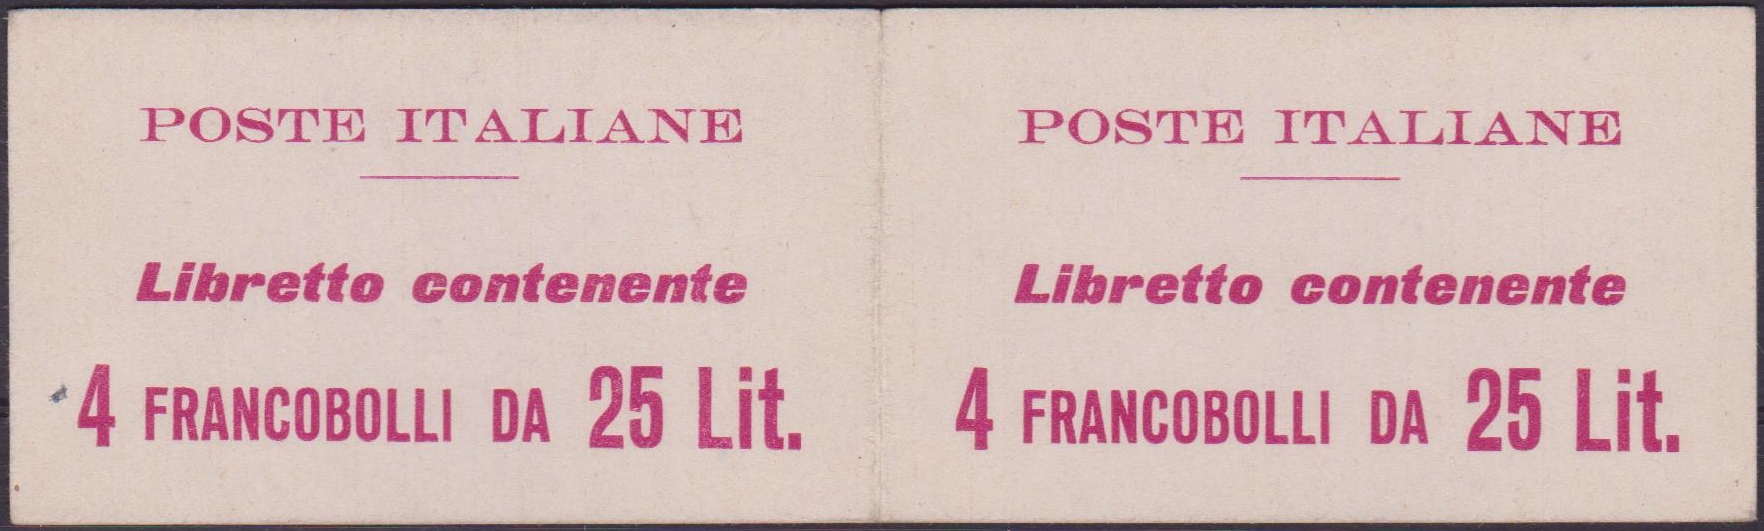 POSTE ITALIANE
Libretto contenente
4 FRANCOBOLLI DA 25 Lit.
POSTE ITALIANE
Libretto contenente
4 FRANCOBOLLI DA 25 Lit.